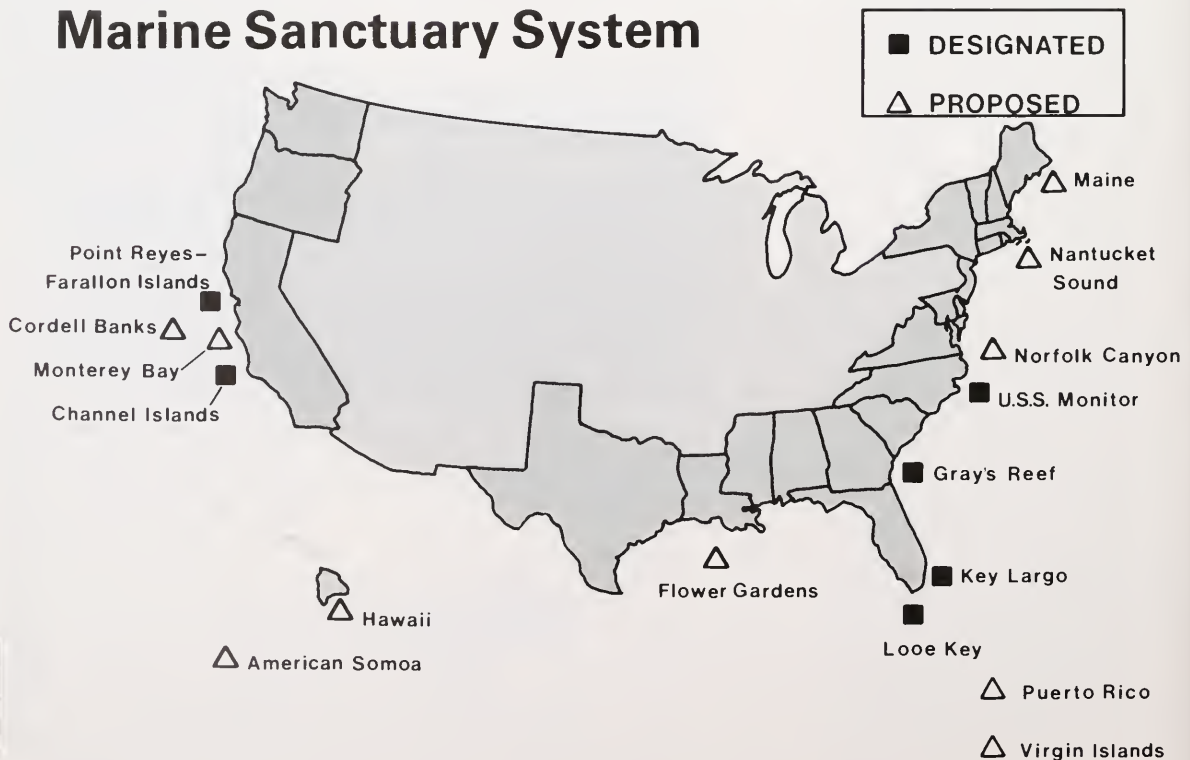 Marine Sanctuary System
DESIGNATED
PROPOSED
Maine
Nantucket
Sound
Point Reyes–
Farallon Islands
Cordell Banks
Monterey Bay
Channel Islands
Norfolk Canyon
U.S.S. Monitor
Gray's Reef
Flower Gardens
Key Largo
Looe Key
Hawaii
American Somoa
Puerto Rico
Virgin Islands